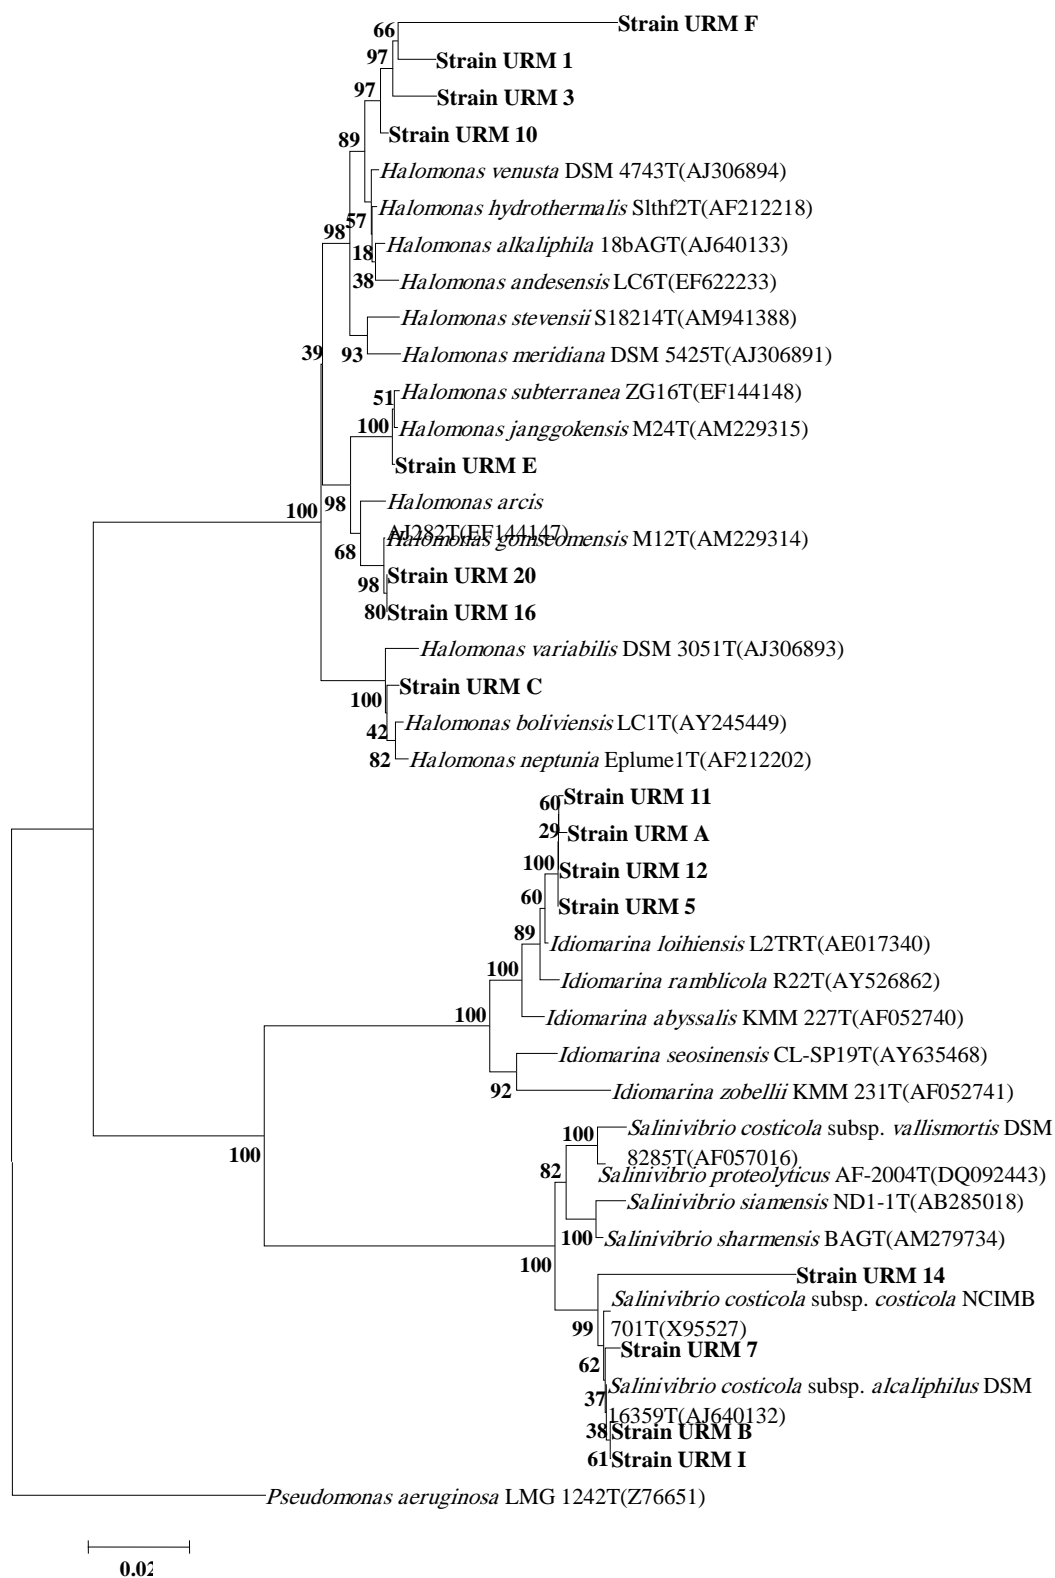 66
Strain URM F
97
Strain URM 1
97
Strain URM 3
89
Strain URM 10
Halomonas venusta DSM 4743T(AJ306894)
57
Halomonas hydrothermalis Slthf2T(AF212218)
98
18
Halomonas alkaliphila 18bAGT(AJ640133)
38
Halomonas andesensis LC6T(EF622233)
Halomonas stevensii S18214T(AM941388)
39
93
Halomonas meridiana DSM 5425T(AJ306891)
51
Halomonas subterranea ZG16T(EF144148)
100
Halomonas janggokensis M24T(AM229315)
Strain URM E
100
98
Halomonas arcis
AJ282T(EF144147)
Halomonas gomseomensis M12T(AM229314)
68
98
Strain URM 20
80
Strain URM 16
Halomonas variabilis DSM 3051T(AJ306893)
100
Strain URM C
42
Halomonas boliviensis LC1T(AY245449)
82
Halomonas neptunia Eplume1T(AF212202)
60
Strain URM 11
29
Strain URM A
100
Strain URM 12
60
Strain URM 5
89
Idiomarina loihiensis L2TRT(AE017340)
100
Idiomarina ramblicola R22T(AY526862)
100
Idiomarina abyssalis KMM 227T(AF052740)
Idiomarina seosinensis CL-SP19T(AY635468)
92
Idiomarina zobellii KMM 231T(AF052741)
100
100
Salinivibrio costicola subsp. vallismortis DSM
8285T(AF057016)
82
Salinivibrio proteolyticus AF-2004T(DQ092443)
Salinivibrio siamensis ND1-1T(AB285018)
100
Salinivibrio sharmensis BAGT(AM279734)
100
Strain URM 14
Salinivibrio costicola subsp. costicola NCIMB
701T(X95527)
99
Strain URM 7
62
Salinivibrio costicola subsp. alcaliphilus DSM
16359T(AJ640132)
37
38
Strain URM B
61
Strain URM I
Pseudomonas aeruginosa LMG 1242T(Z76651)
0.02